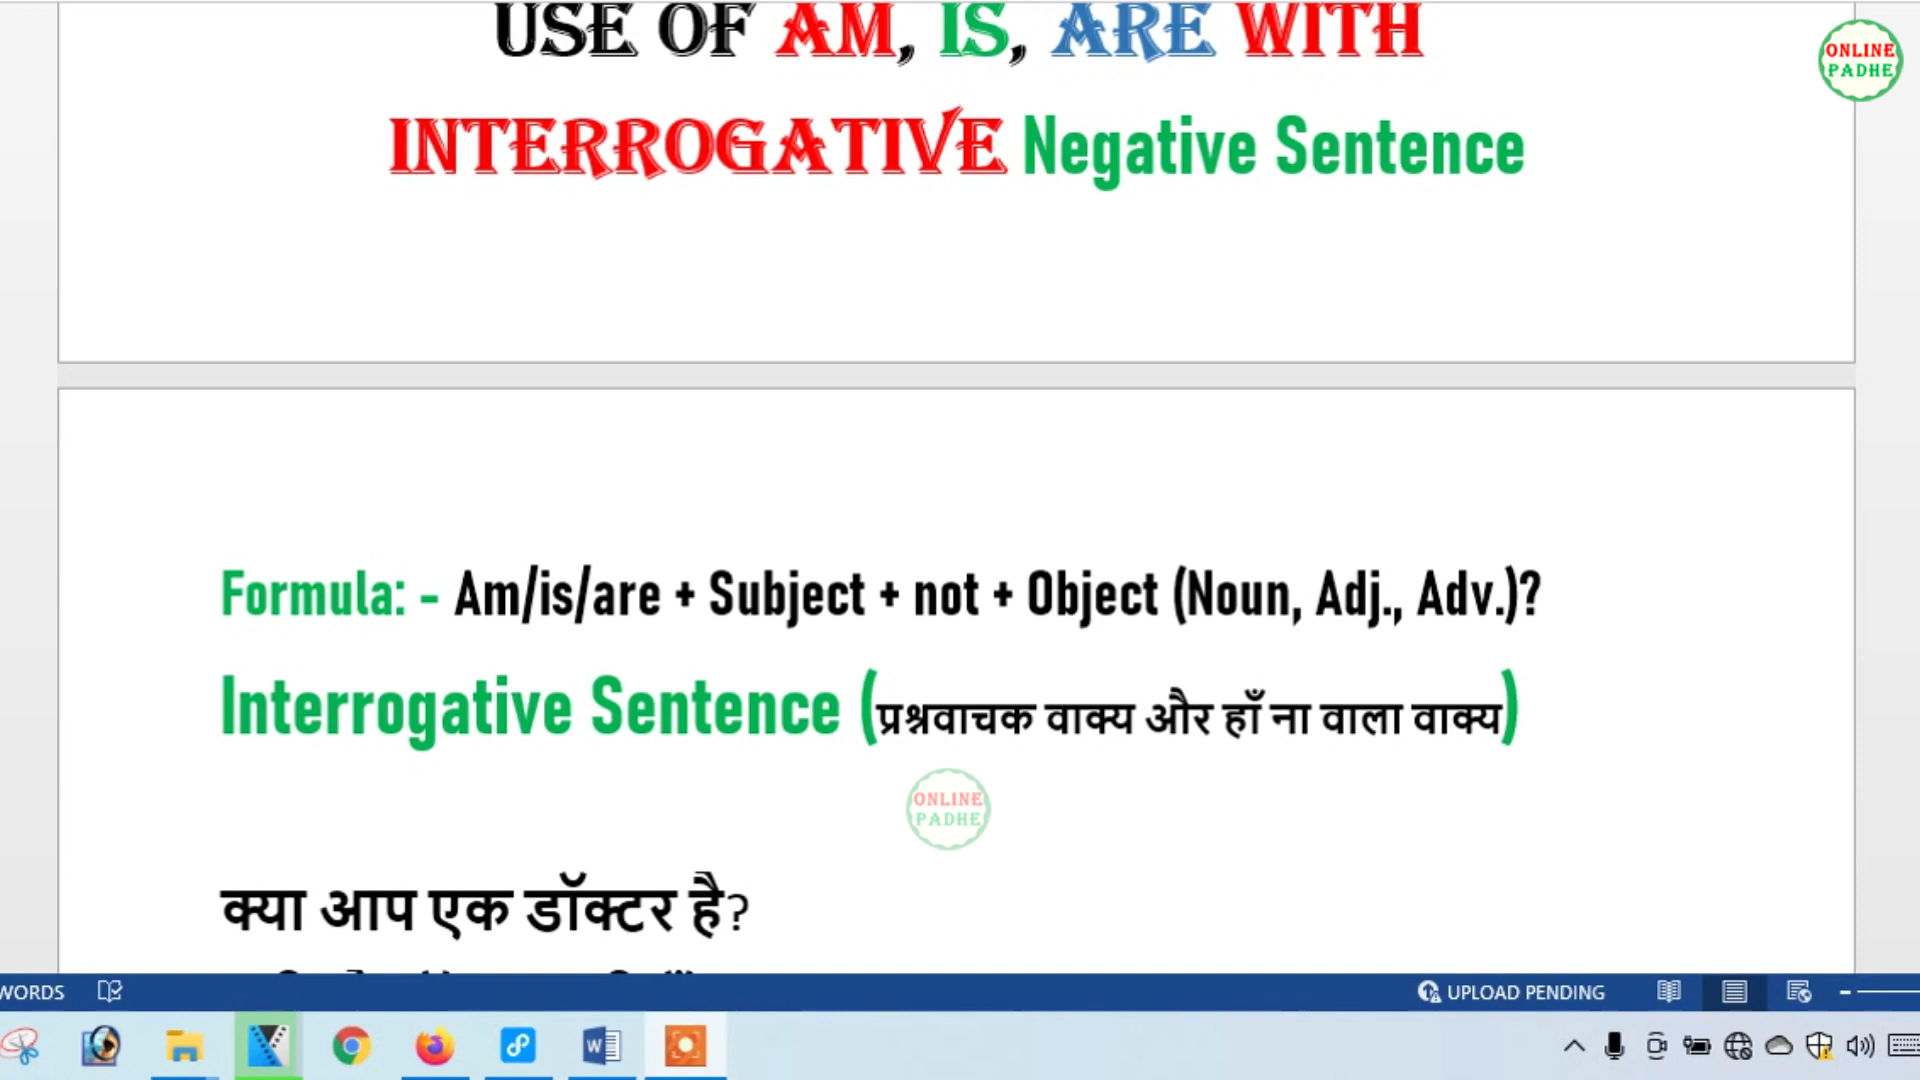 USE OF AM, IS, ARE WITH
INTERROGATIVE Negative Sentence
ONLINE
PADHE
Formula: - Am/is/are + Subject + not + Object (Noun, Adj., Adv.)?
Interrogative Sentence (प्रश्नवाचक वाक्य और हाँ ना वाला वाक्य)
ONLINE
PADHE
क्या आप एक डॉक्टर है?
WORDS
UPLOAD PENDING